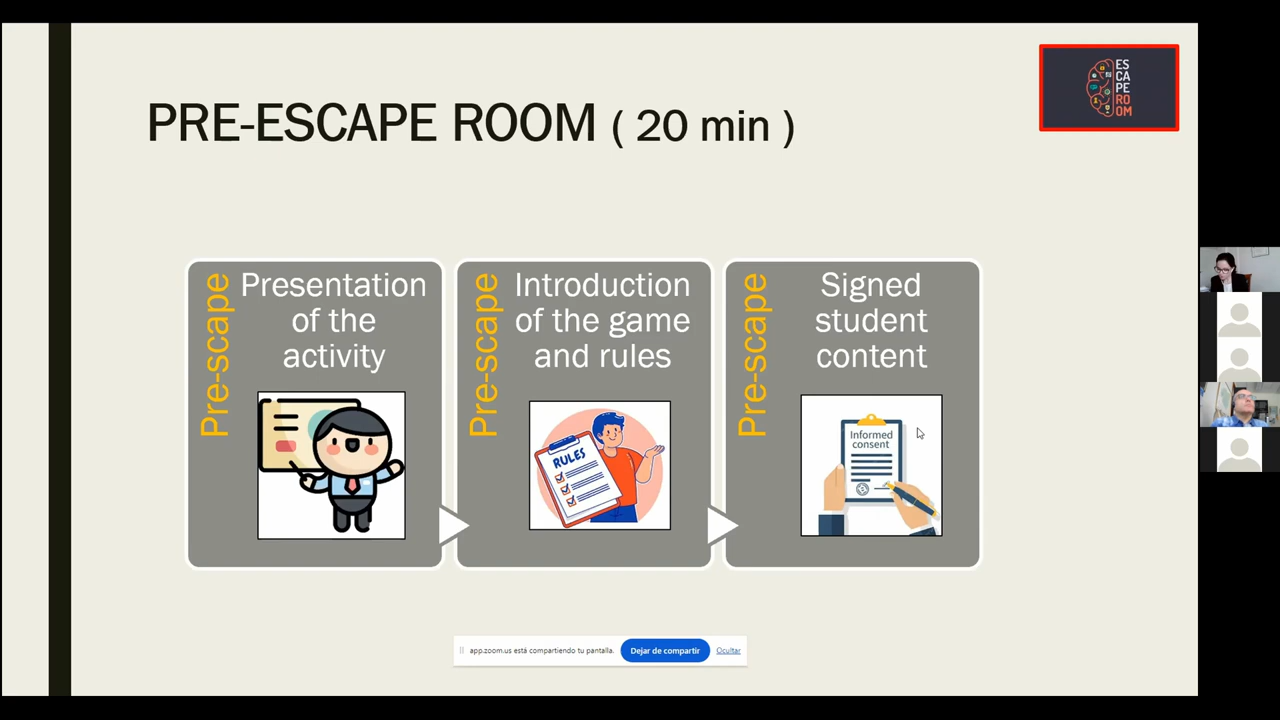 PRE-ESCAPE ROOM ( 20 min )
ES
CA
PE
RO
OM
Pre-scape
Presentation
of the
activity
Pre-scape
Introduction
of the game
and rules
RULES
Pre-scape
Signed
student
content
Informed
consent
app.zoom.us está compartiendo tu pantalla.
Dejar de compartir
Ocultar